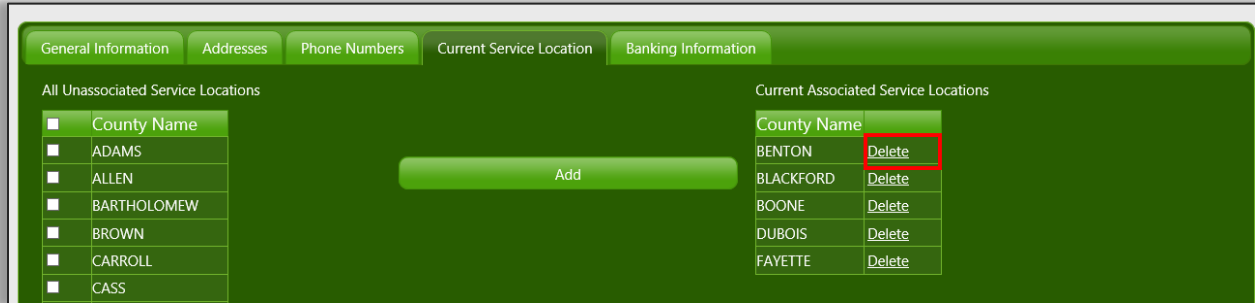 General Information Addresses Phone Numbers Current Service Location Banking Information
All Unassociated Service Locations
County Name
ADAMS
ALLEN
BARTHOLOMEW
BROWN
CARROLL
CASS
Add
Current Associated Service Locations
County Name
BENTON Delete
BLACKFORD Delete
BOONE Delete
DUBOIS Delete
FAYETTE Delete